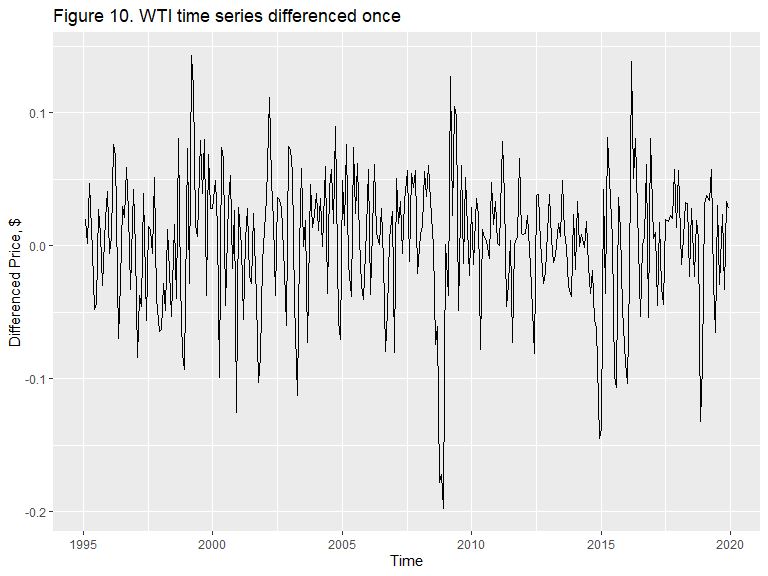 Figure 10. WTI time series differenced once
Differenced Price, $
0.1
0.0
-0.1
-0.2
1995 2000 2005 2010 2015 2020
Time